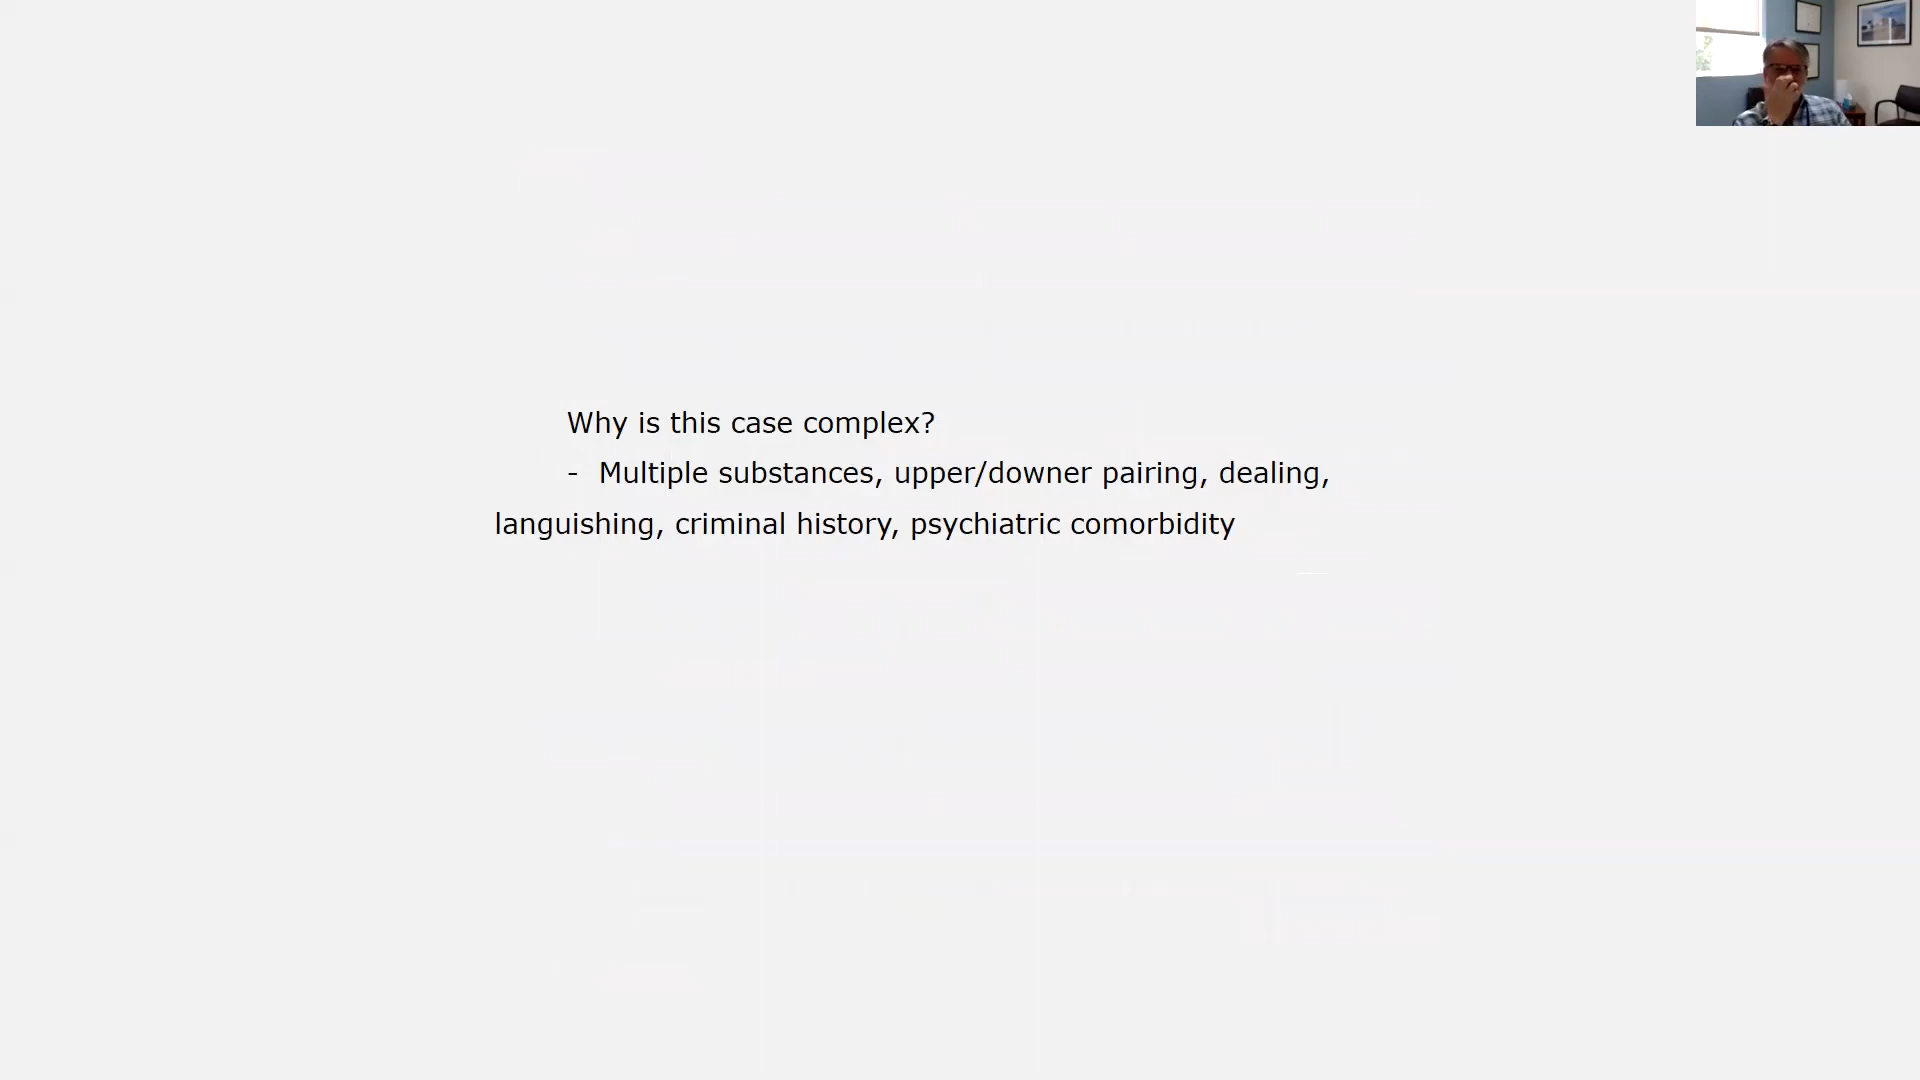 Why is this case complex?
- Multiple substances, upper/downer pairing, dealing,
languishing, criminal history, psychiatric comorbidity